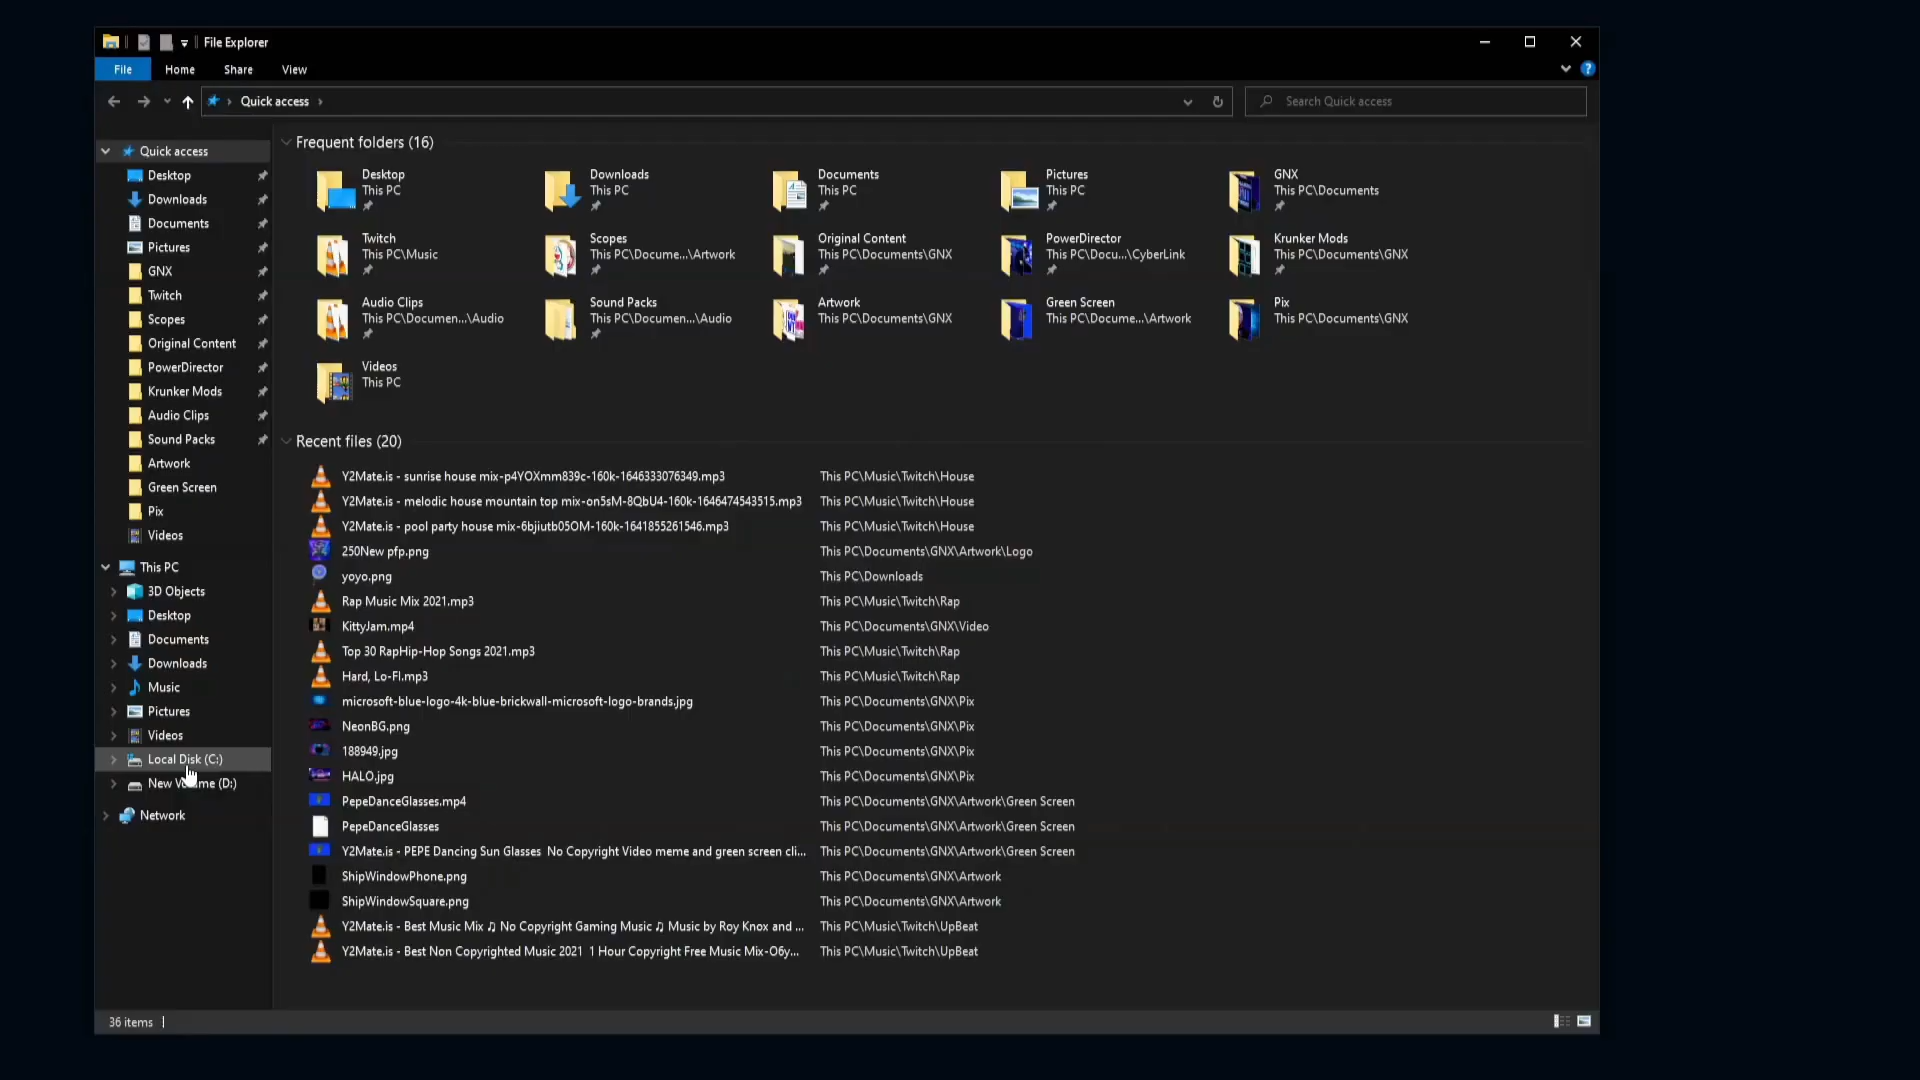 File Explorer
File Home Share View
Quick access
Search Quick access
Quick access
Desktop
Downloads
Documents
Pictures
GNX
Twitch
Scopes
Original Content
PowerDirector
Krunker Mods
Audio Clips
Sound Packs
Artwork
Green Screen
Pix
Videos
This PC
3D Objects
Desktop
Documents
Downloads
Music
Pictures
Videos
Local Disk (C:)
New Volume (D:)
Network
Frequent folders (16)
Desktop
This PC
Downloads
This PC
Documents
This PC
Pictures
This PC
GNX
This PC\Documents
Twitch
This PC\Music
Scopes
This PC\Docume...\Artwork
Original Content
This PC\Documents\GNX
PowerDirector
This PC\Docu...\CyberLink
Krunker Mods
This PC\Documents\GNX
Audio Clips
This PC\Documen...\Audio
Sound Packs
This PC\Documen...\Audio
Artwork
This PC\Documents\GNX
Green Screen
This PC\Docume...\Artwork
Pix
This PC\Documents\GNX
Videos
This PC
Recent files (20)
Y2Mate.is - sunrise house mix-p4YOXmm839c-160k-1646333076349.mp3 This PC\Music\Twitch\House
Y2Mate.is - melodic house mountain top mix-on5sM-8QbU4-160k-1646474543515.mp3 This PC\Music\Twitch\House
Y2Mate.is - pool party house mix-6bjiutb05OM-160k-1641855261546.mp3 This PC\Music\Twitch\House
250New pfp.png This PC\Documents\GNX\Artwork\Logo
yoyo.png This PC\Downloads
Rap Music Mix 2021.mp3 This PC\Music\Twitch\Rap
KittyJam.mp4 This PC\Documents\GNX\Video
Top 30 RapHip-Hop Songs 2021.mp3 This PC\Music\Twitch\Rap
Hard, Lo-FI.mp3 This PC\Music\Twitch\Rap
microsoft-blue-logo-4k-blue-brickwall-microsoft-logo-brands.jpg This PC\Documents\GNX\Pix
NeonBG.png This PC\Documents\GNX\Pix
188949.jpg This PC\Documents\GNX\Pix
HALO.jpg This PC\Documents\GNX\Pix
PepeDanceGlasses.mp4 This PC\Documents\GNX\Artwork\Green Screen
PepeDanceGlasses This PC\Documents\GNX\Artwork\Green Screen
Y2Mate.is - PEPE Dancing Sun Glasses  No Copyright Video meme and green screen cli... This PC\Documents\GNX\Artwork\Green Screen
ShipWindowPhone.png This PC\Documents\GNX\Artwork
ShipWindowSquare.png This PC\Documents\GNX\Artwork
Y2Mate.is - Best Music Mix ♫ No Copyright Gaming Music ♫ Music by Roy Knox and ... This PC\Music\Twitch\UpBeat
Y2Mate.is - Best Non Copyrighted Music 2021  1 Hour Copyright Free Music Mix-O6y... This PC\Music\Twitch\UpBeat
36 items